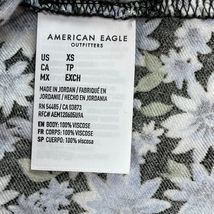 AMERICAN EAGLE
OUTFITTERS
US XS
CA TP
MX EXCH
MADE IN JORDAN / FABRIQUÉ EN
JORDANIE / HECHO EN JORDAN
RN 54485 / CA 03873
EN BODY: 100% VISCOSE
FR CORPS: 100% VISCOSE
SP CUERPO: 100% VISCOSA